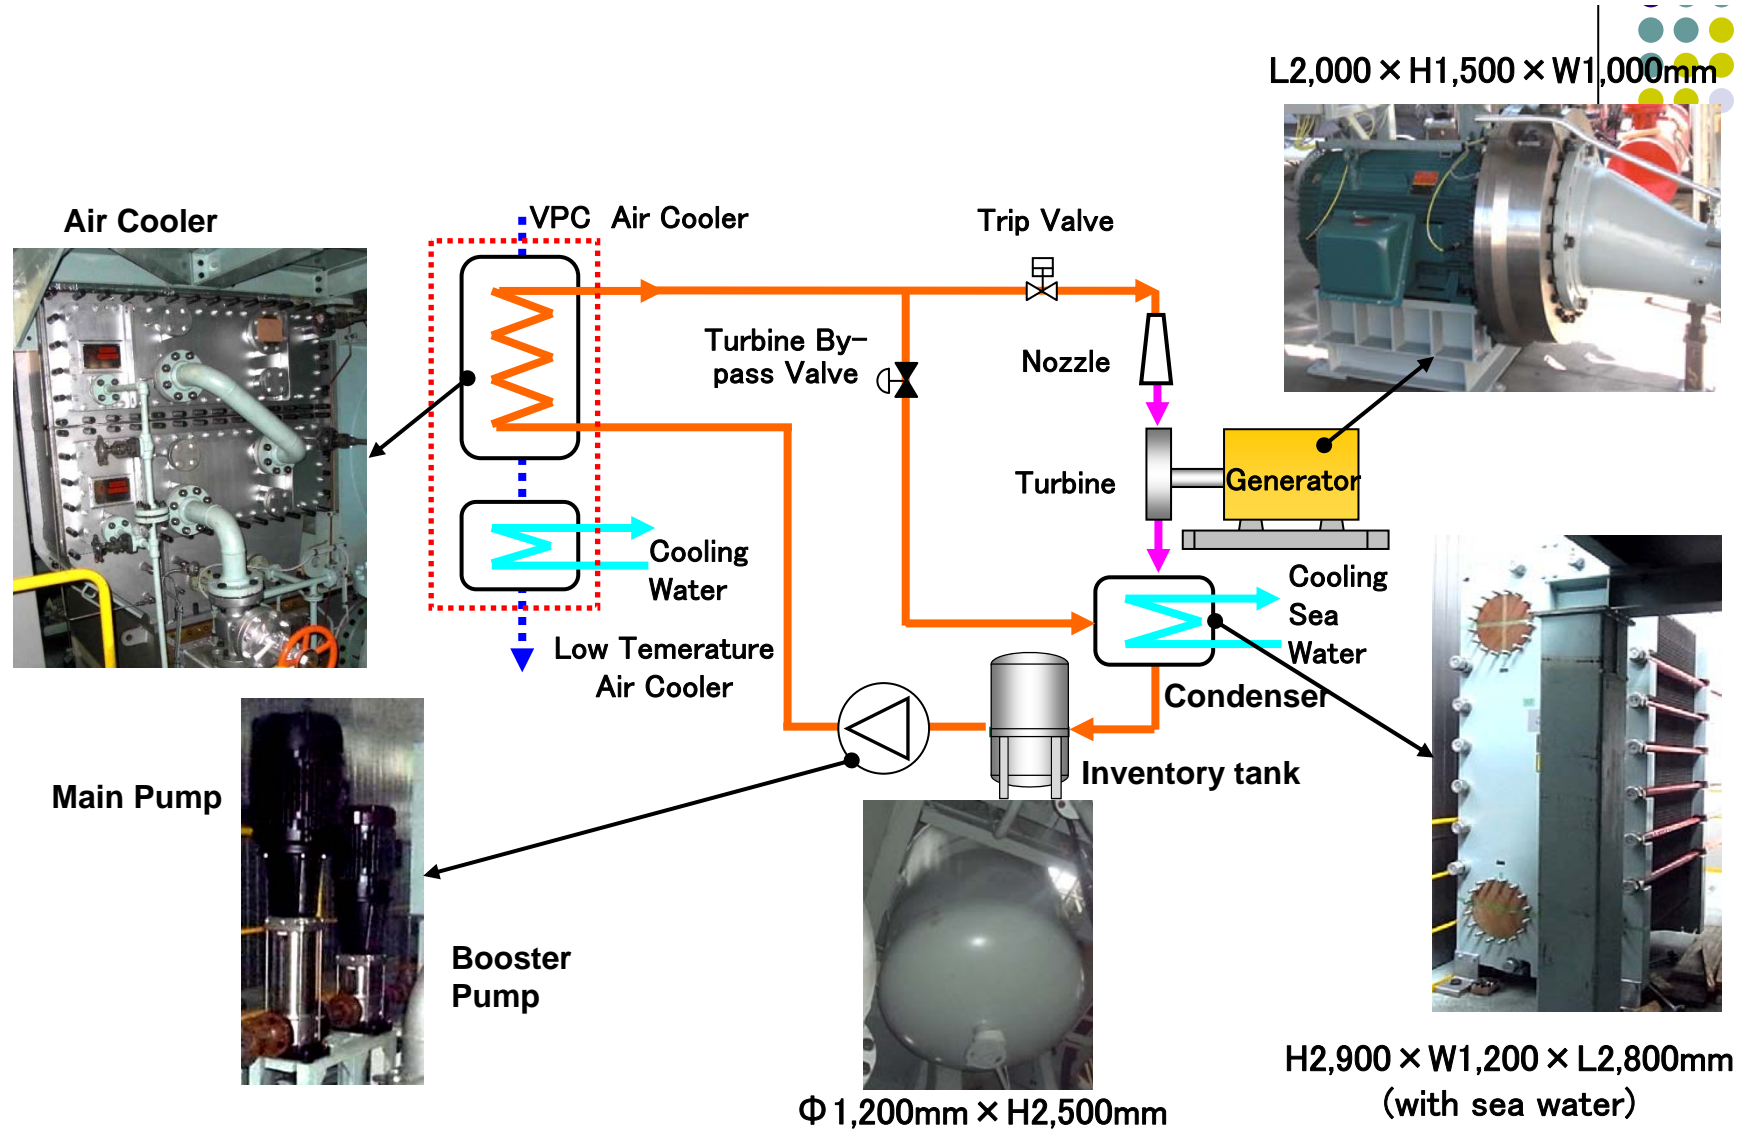 L2,000×H1,500×W1,000mm
Air Cooler
VPC Air Cooler
Trip Valve
Turbine By-
pass Valve
Nozzle
Turbine
Generator
Cooling
Water
Cooling
Sea
Water
Low Temerature
Air Cooler
Condenser
Inventory tank
Main Pump
Booster
Pump
H2,900×W1,200×L2,800mm
(with sea water)
Φ1,200mm×H2,500mm